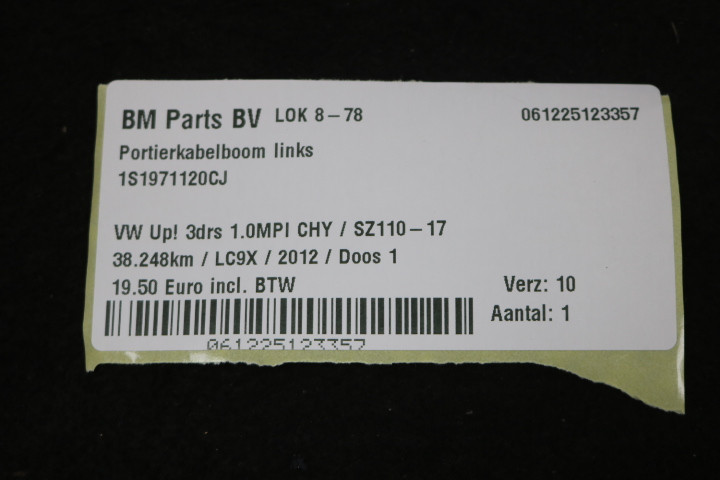 BM Parts BV LOK 8-78 061225123357
Portierkabelboom links
1S1971120CJ
VW Up! 3drs 1.0MPI CHY / SZ110-17
38.248km / LC9X / 2012 / Doos 1
19.50 Euro incl. BTW Verz: 10
Aantal: 1
061225123357